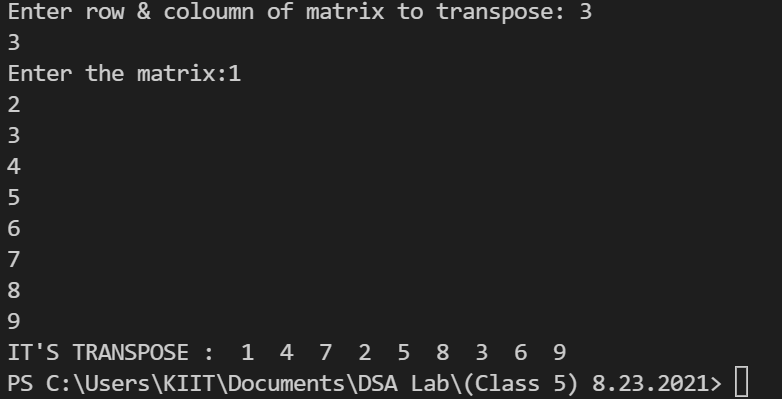 Enter row & coloumn of matrix to transpose: 3
3
Enter the matrix:1
2
3
4
5
6
7
8
9
IT'S TRANSPOSE :  1  4  7  2  5  8  3  6  9
PS C:\Users\KIIT\Documents\DSA Lab\(Class 5) 8.23.2021>